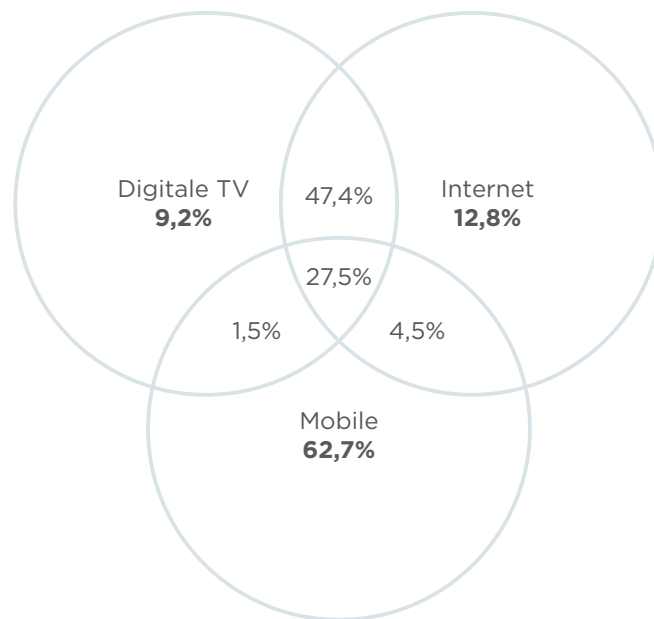 Digitale TV
9,2%
47,4%
Internet
12,8%
27,5%
1,5%
4,5%
Mobile
62,7%